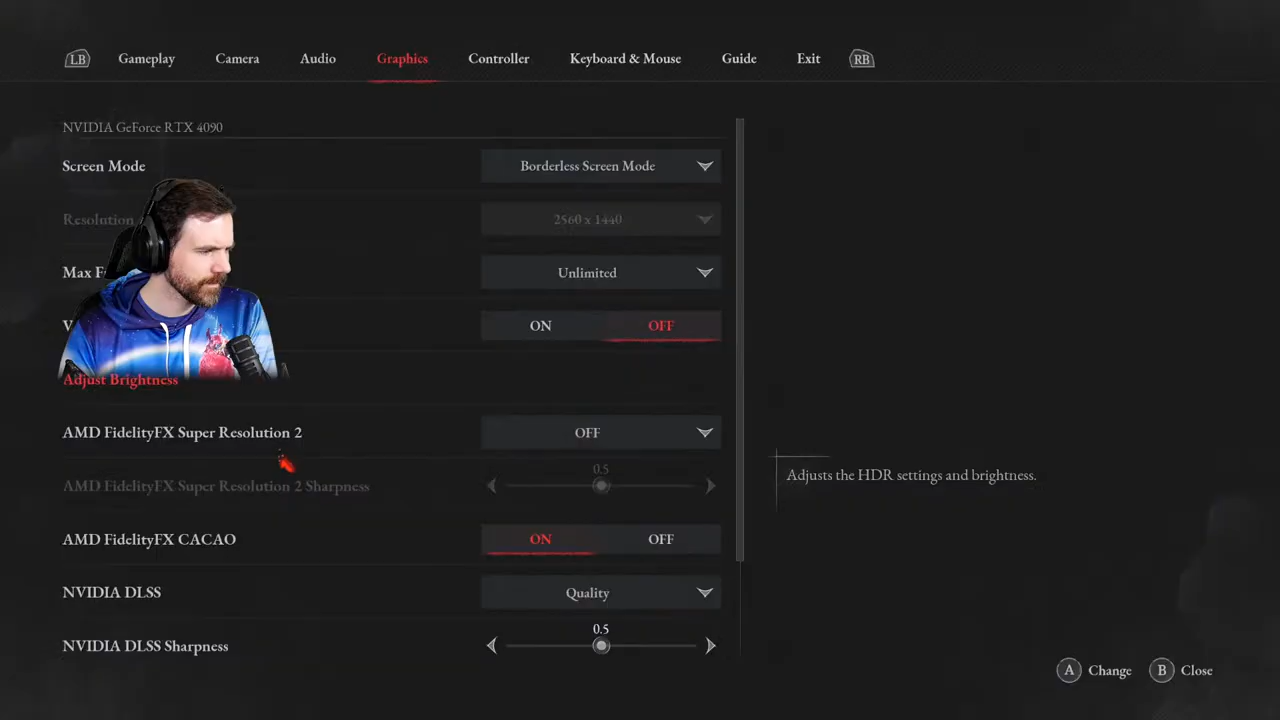 LB Gameplay Camera Audio Graphics Controller Keyboard & Mouse Guide Exit RB
NVIDIA GeForce RTX 4090
Screen Mode Borderless Screen Mode
Resolution 2560 x 1440
Max Unlimited
ON OFF
Adjust Brightness
AMD FidelityFX Super Resolution 2 OFF
0.5
AMD FidelityFX Super Resolution 2 Sharpness
Adjusts the HDR settings and brightness.
AMD FidelityFX CACAO ON OFF
NVIDIA DLSS Quality
0.5
NVIDIA DLSS Sharpness
A Change B Close